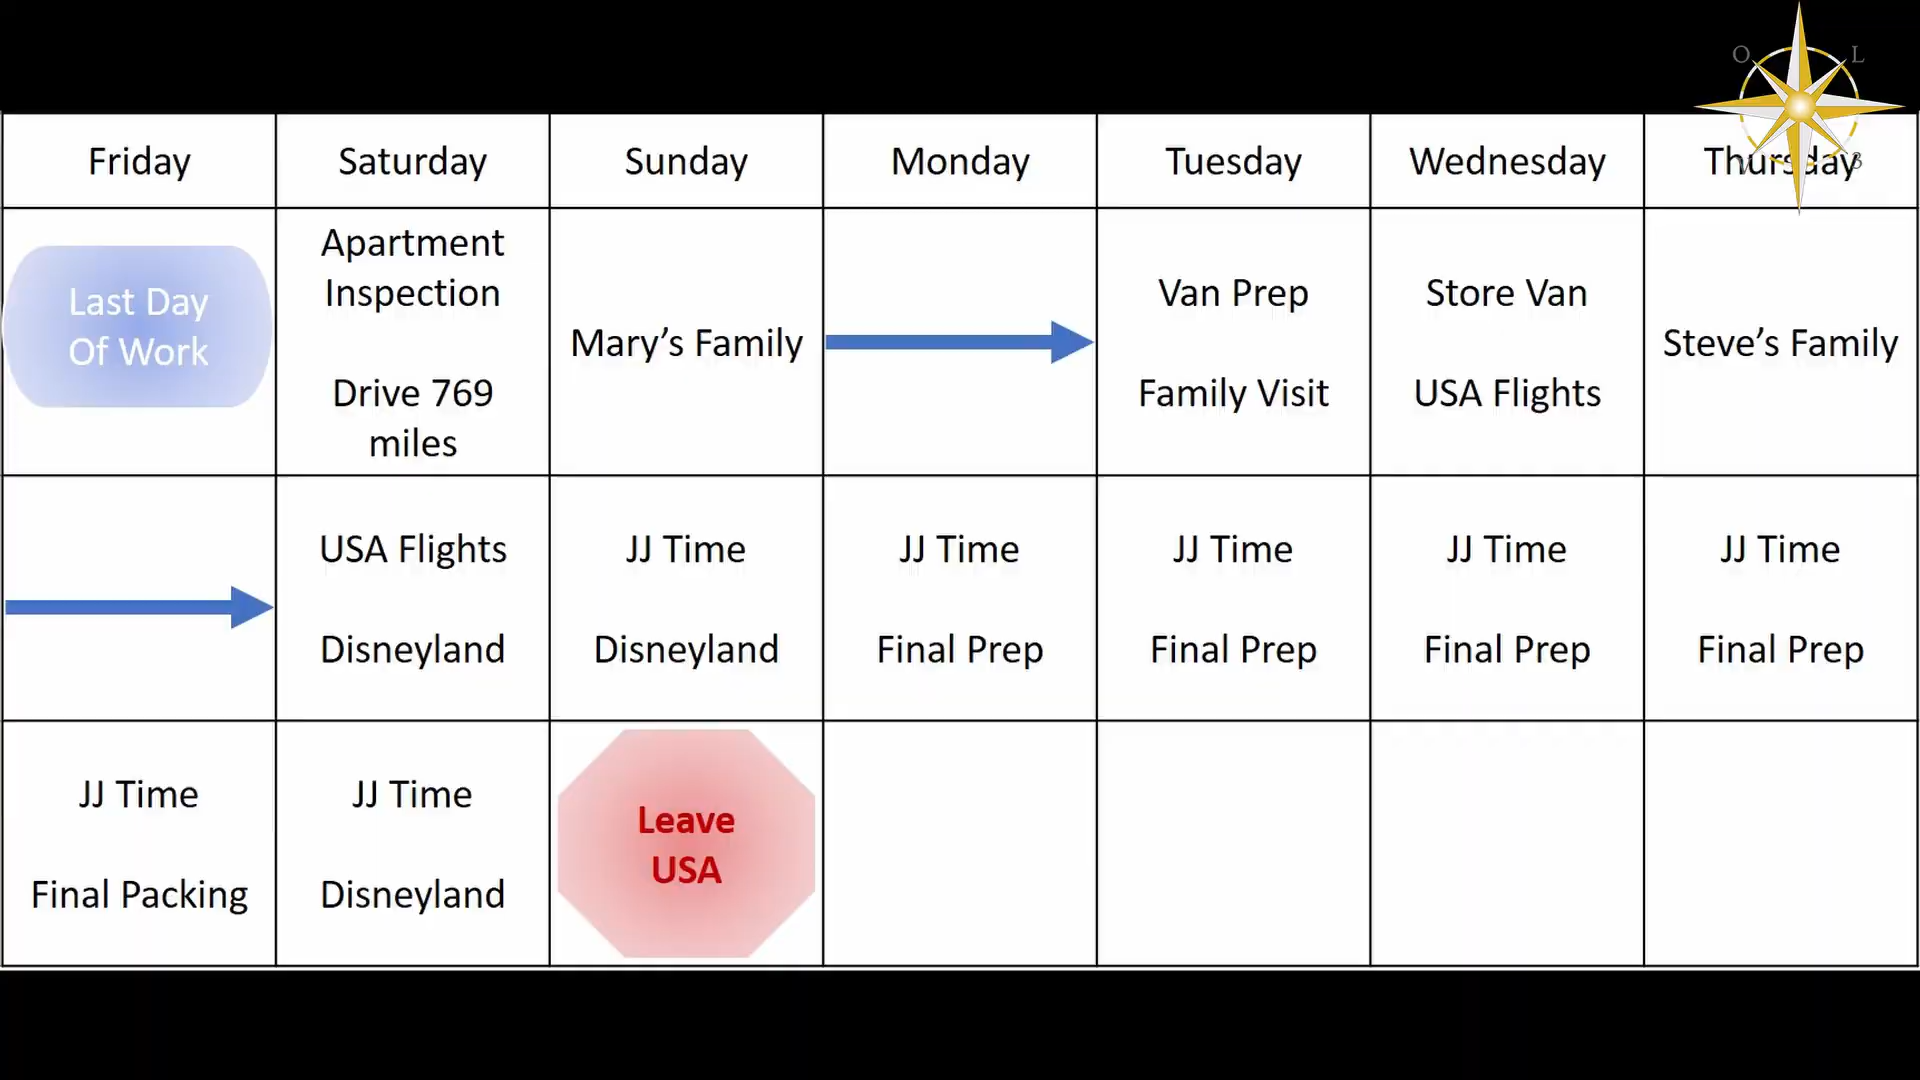 O L
Friday Saturday Sunday Monday Tuesday Wednesday Thursday
Last Day
Of Work
Apartment
Inspection
Drive 769
miles
Mary's Family
Van Prep
Family Visit
Store Van
USA Flights
Steve's Family
USA Flights
Disneyland
JJ Time
Disneyland
JJ Time
Final Prep
JJ Time
Final Prep
JJ Time
Final Prep
JJ Time
Final Prep
JJ Time
Final Packing
JJ Time
Disneyland
Leave
USA